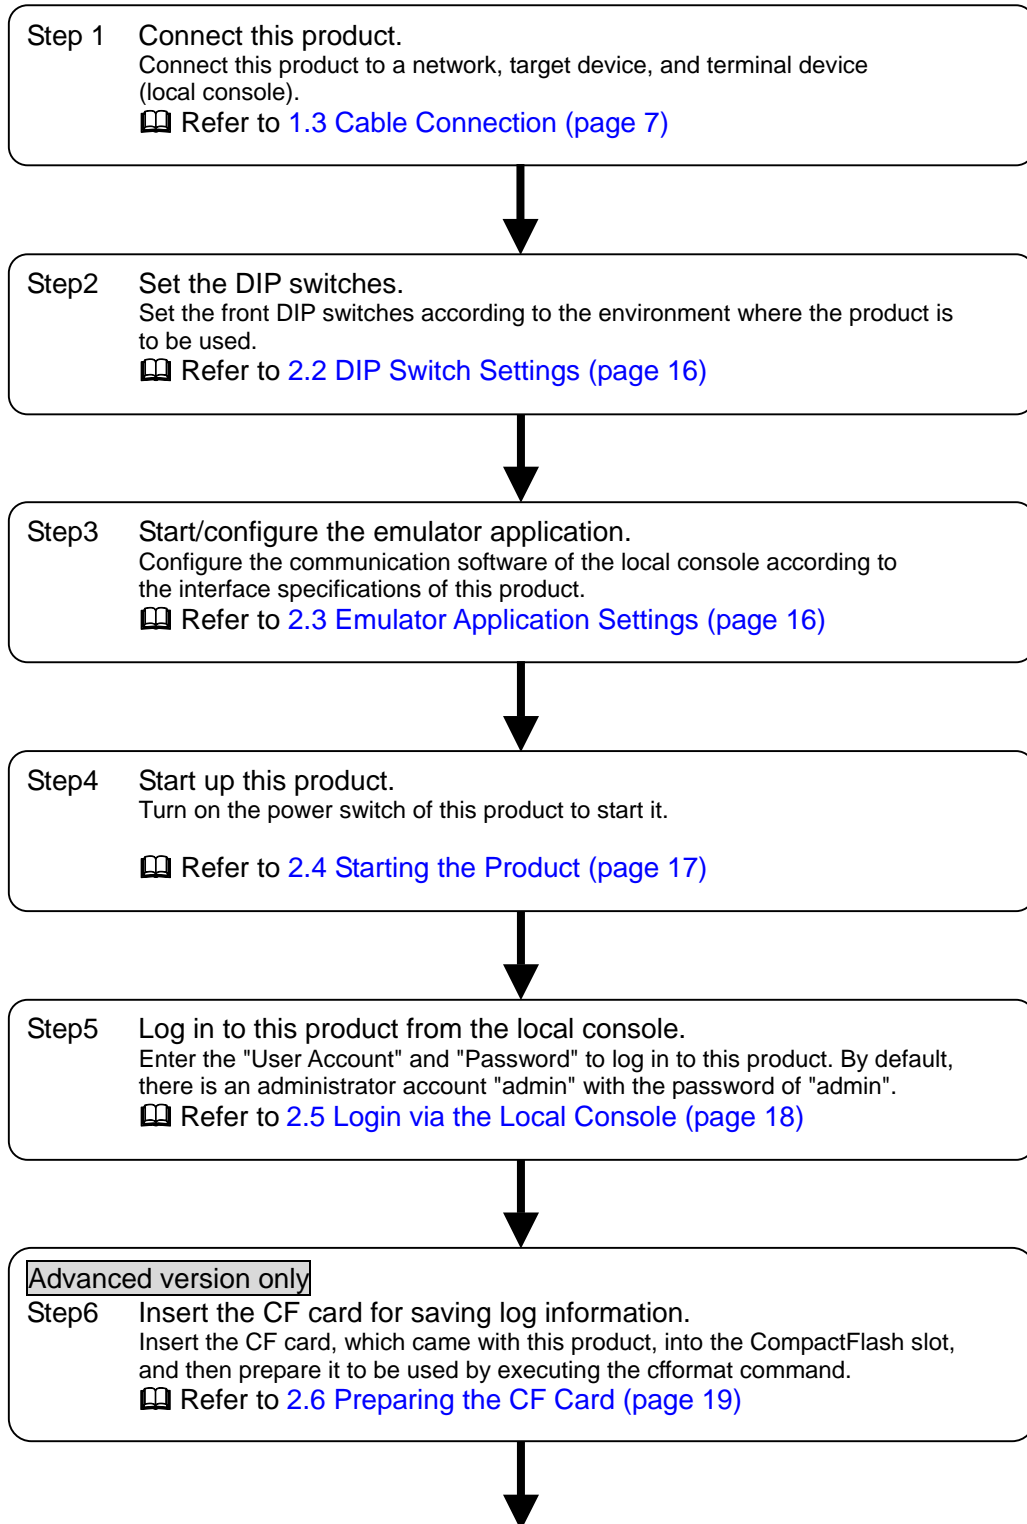 Step 1 Connect this product.
Connect this product to a network, target device, and terminal device
(local console).
Refer to 1.3 Cable Connection (page 7)
Step2 Set the DIP switches.
Set the front DIP switches according to the environment where the product is
to be used.
Refer to 2.2 DIP Switch Settings (page 16)
Step3 Start/configure the emulator application.
Configure the communication software of the local console according to
the interface specifications of this product.
Refer to 2.3 Emulator Application Settings (page 16)
Step4 Start up this product.
Turn on the power switch of this product to start it.
Refer to 2.4 Starting the Product (page 17)
Step5 Log in to this product from the local console.
Enter the "User Account" and "Password" to log in to this product. By default,
there is an administrator account "admin" with the password of "admin".
Refer to 2.5 Login via the Local Console (page 18)
Advanced version only
Step6 Insert the CF card for saving log information.
Insert the CF card, which came with this product, into the CompactFlash slot,
and then prepare it to be used by executing the cfformat command.
Refer to 2.6 Preparing the CF Card (page 19)